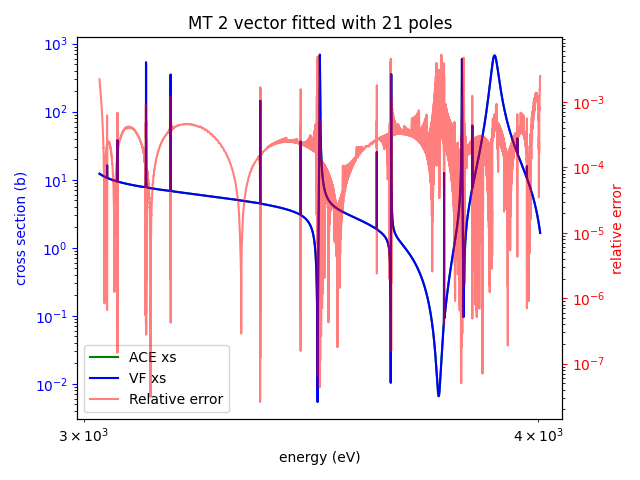 MT 2 vector fitted with 21 poles
10³
10²
10¹
10⁰
10⁻¹
10⁻²
cross section (b)
10⁻³
10⁻⁴
10⁻⁵
10⁻⁶
10⁻⁷
relative error
ACE xs
VF xs
Relative error
3 × 10³
4 × 10³
energy (eV)